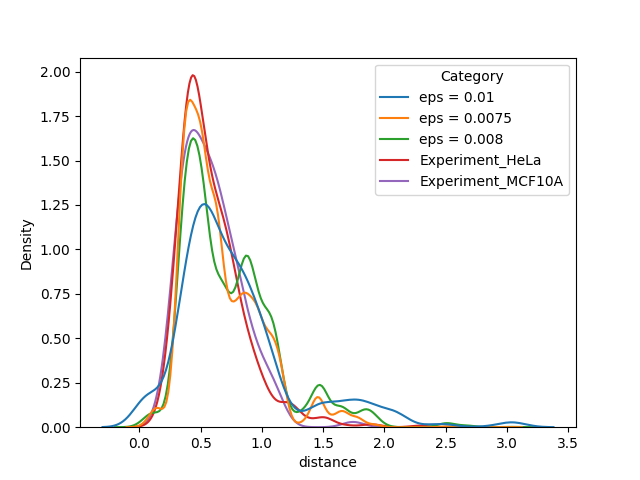 Category
eps = 0.01
eps = 0.0075
eps = 0.008
Experiment_HeLa
Experiment_MCF10A
Density
2.00
1.75
1.50
1.25
1.00
0.75
0.50
0.25
0.00
0.0 0.5 1.0 1.5 2.0 2.5 3.0 3.5
distance